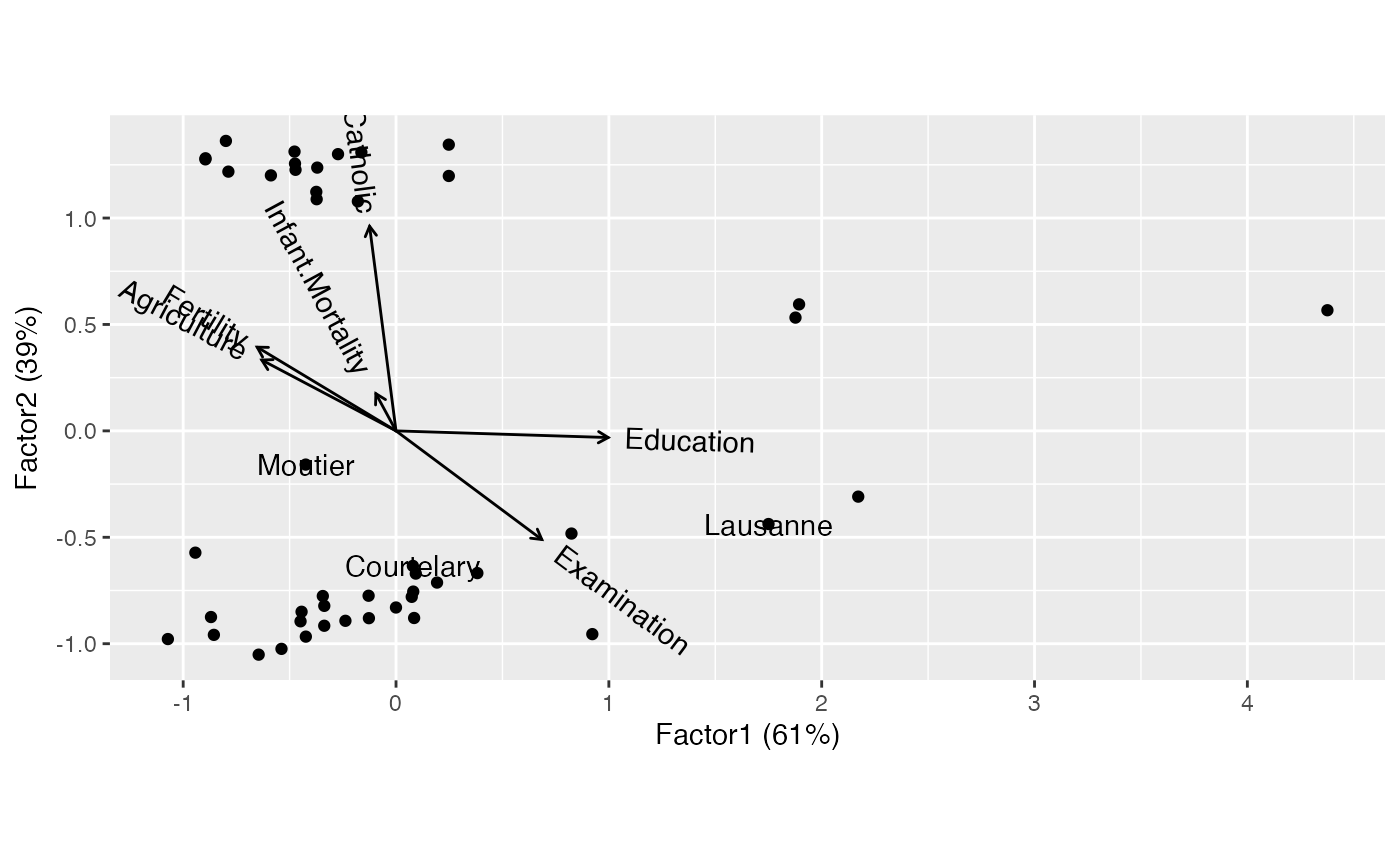 Catholic
Infant.Mortality
Fertility
Agriculture
Education
Moutier
Lausanne
Courtelary
Examination
1.0
0.5
0.0
-0.5
-1.0
Factor2 (39%)
-1
0
1
2
3
4
Factor1 (61%)